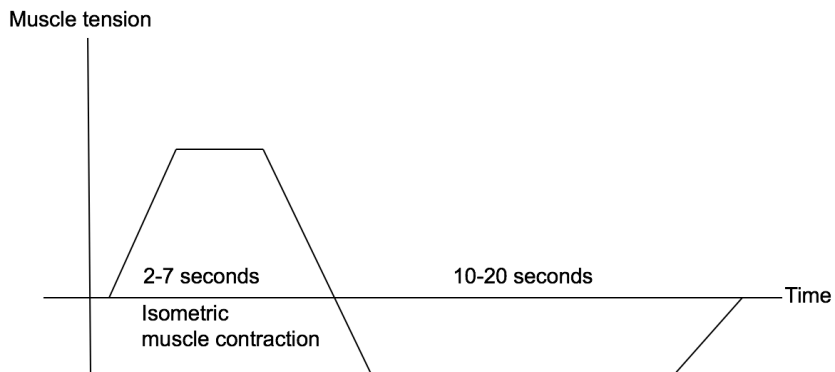 Muscle tension
2-7 seconds
10-20 seconds
Time
Isometric
muscle contraction